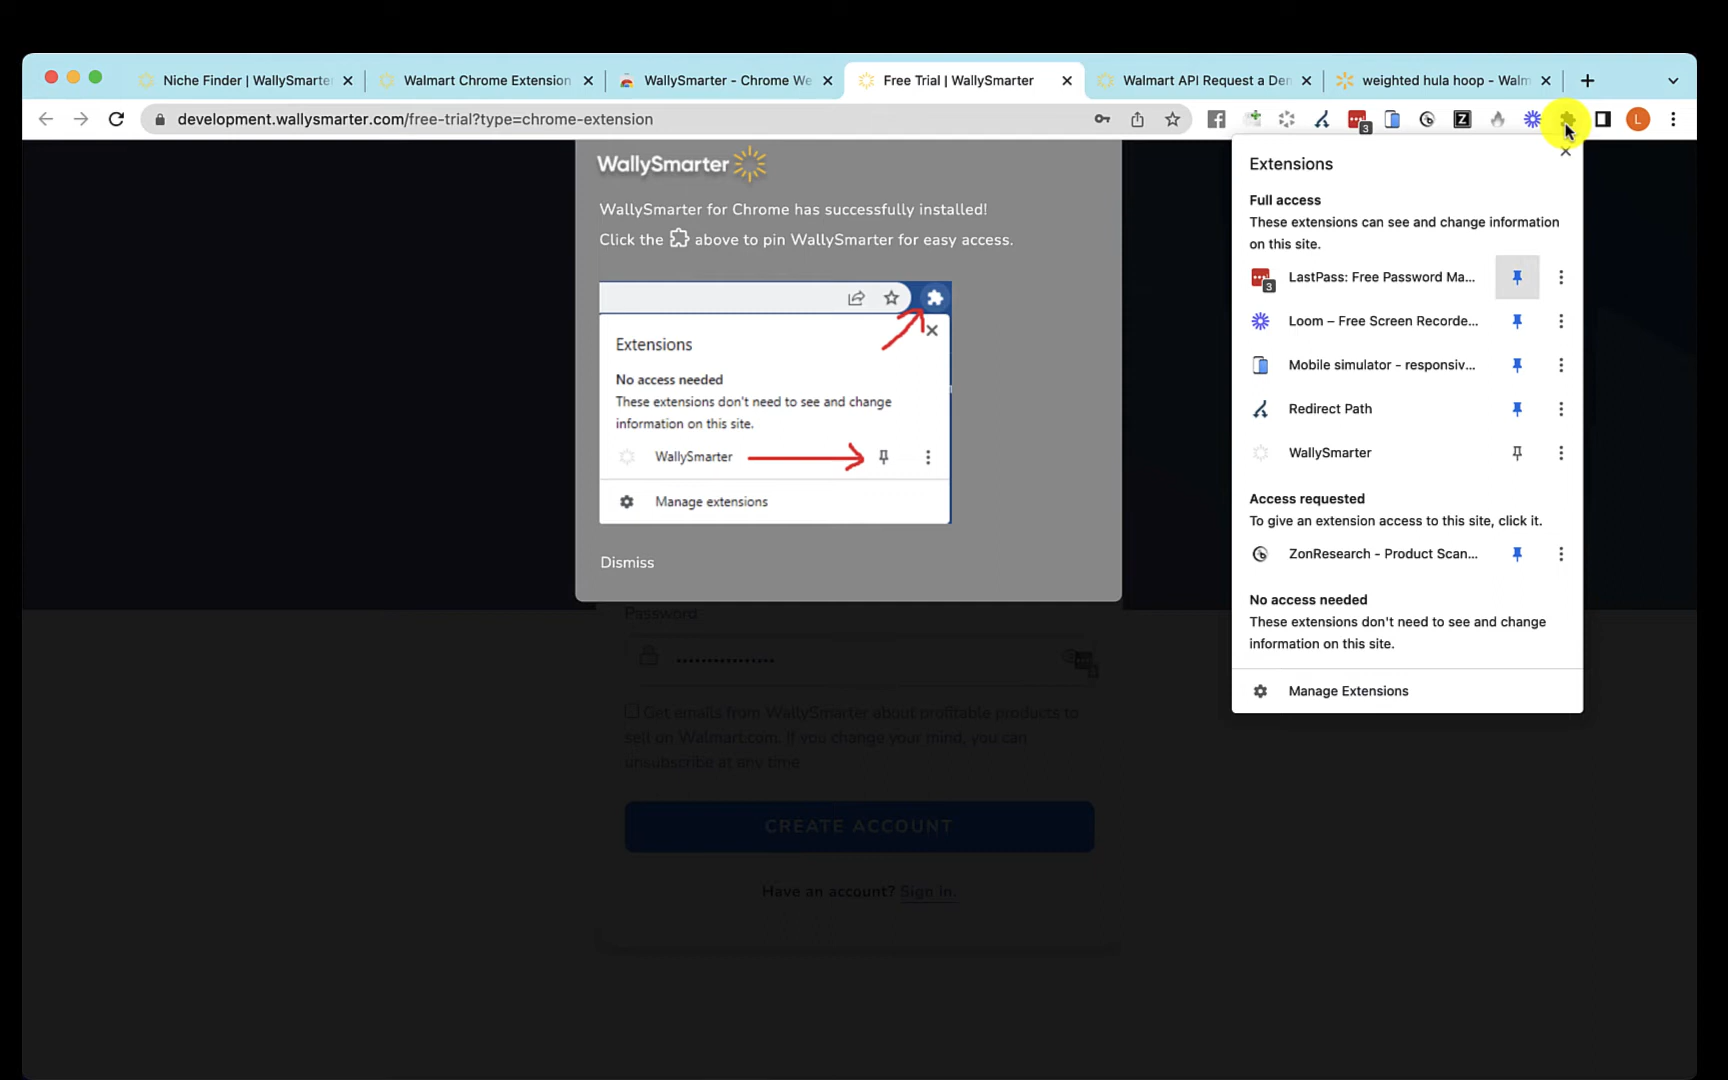 Niche Finder | WallySmarte
Walmart Chrome Extension
WallySmarter - Chrome We
Free Trial | WallySmarter
Walmart API Request a Den
weighted hula hoop - Walm
development.wallysmarter.com/free-trial?type=chrome-extension
3
Z
L
WallySmarter
WallySmarter for Chrome has successfully installed!
Click the above to pin WallySmarter for easy access.
Extensions
No access needed
These extensions don't need to see and change
information on this site.
WallySmarter
Manage extensions
Dismiss
Password
Get emails from WallySmarter about profitable products to
sell on Walmart.com. If you change your mind, you can
unsubscribe at any time
CREATE ACCOUNT
Have an account? Sign in.
Extensions
Full access
These extensions can see and change information
on this site.
3
LastPass: Free Password Ma...
Loom – Free Screen Recorde...
Mobile simulator - responsiv...
Redirect Path
WallySmarter
Access requested
To give an extension access to this site, click it.
ZonResearch - Product Scan...
No access needed
These extensions don't need to see and change
information on this site.
Manage Extensions